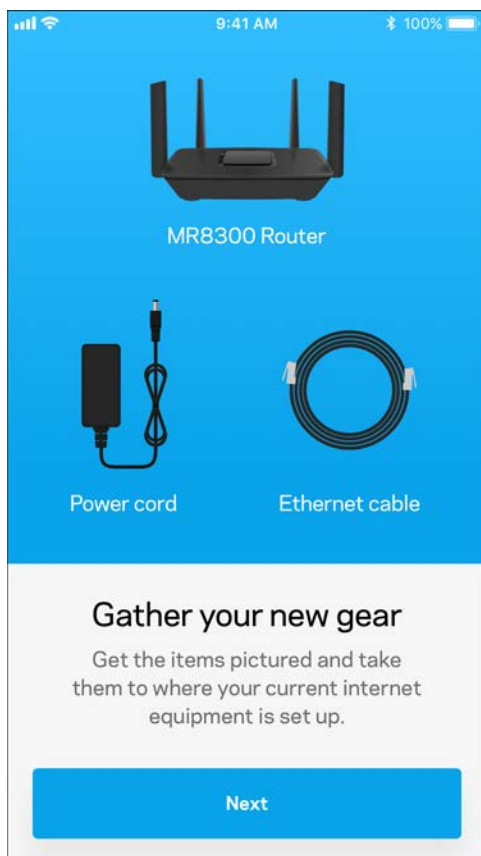 9:41 AM
100%
MR8300 Router
Power cord
Ethernet cable
Gather your new gear
Get the items pictured and take
them to where your current internet
equipment is set up.
Next